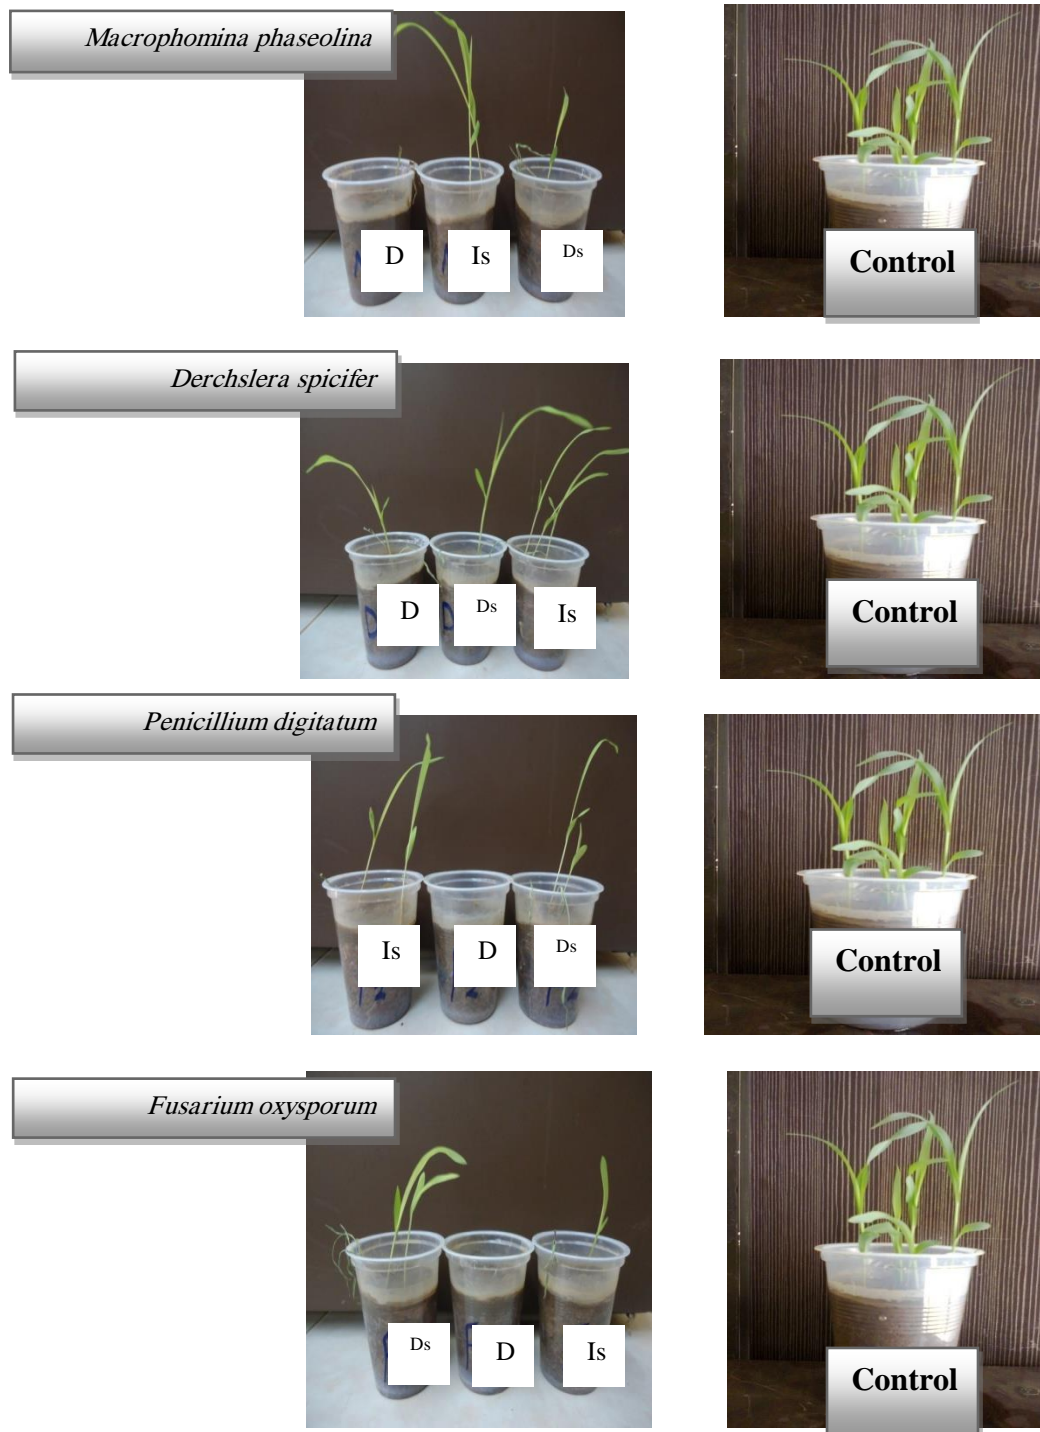 Macrophomina phaseolina
D Is Ds
Control
Derchslera spicifer
D Ds Is
Control
Penicillium digitatum
Is D Ds
Control
Fusarium oxysporum
Ds D Is
Control